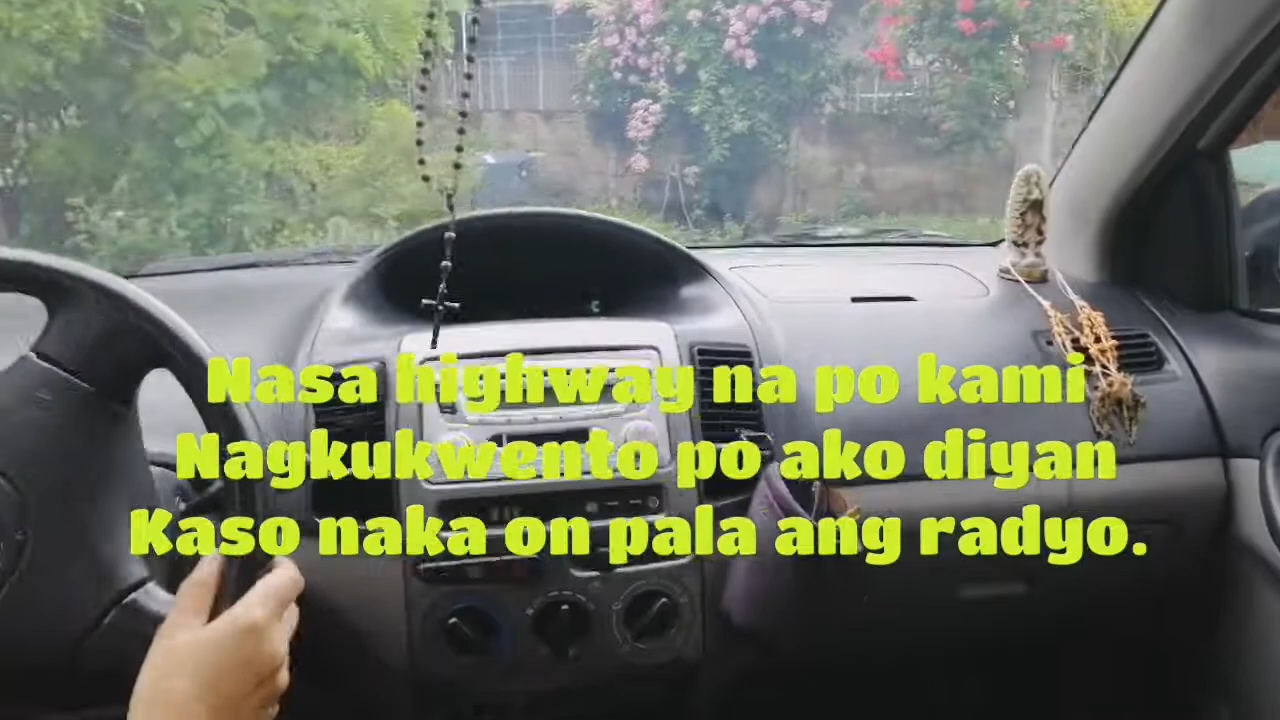 Nasa highway na po kami
Nagkukwento po ako diyan
Kaso naka on pala ang radyo.